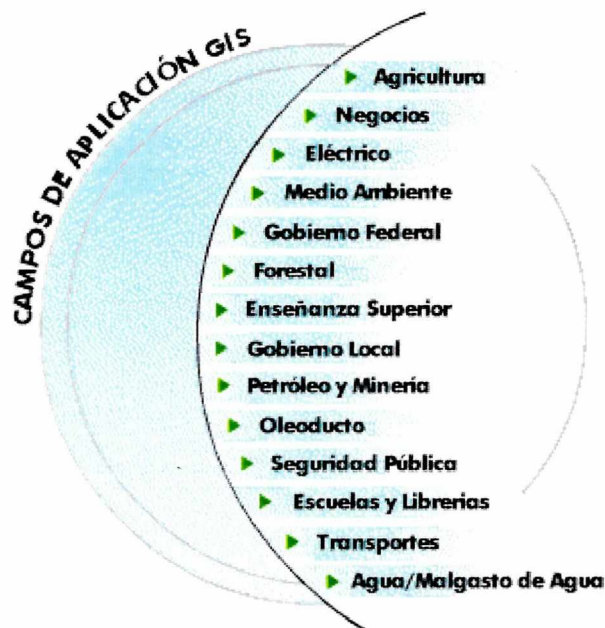 CAMPOS DE APLICACIÓN GIS
Agricultura
Negocios
Eléctrico
Medio Ambiente
Gobierno Federal
Forestal
Enseñanza Superior
Gobierno Local
Petróleo y Minería
Oleoducto
Seguridad Pública
Escuelas y Librerias
Transportes
Agua/Malgasto de Agua